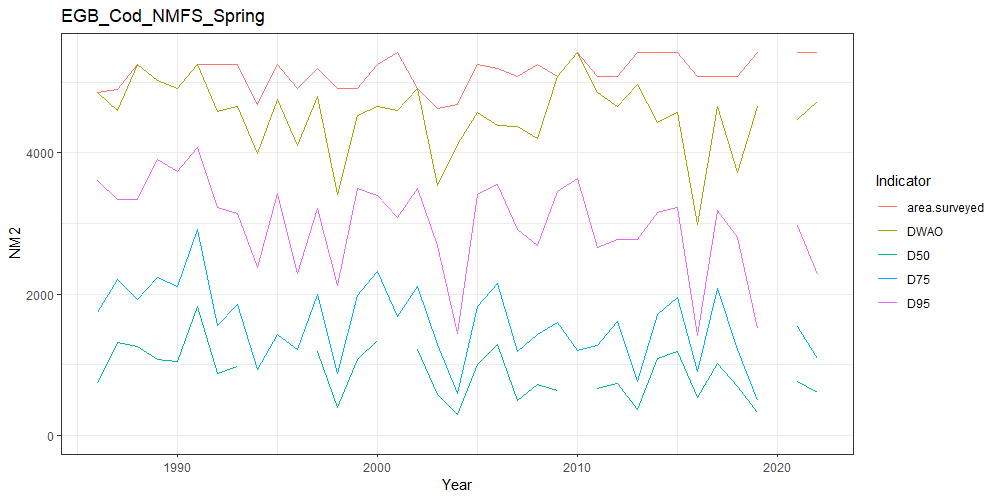 EGB_Cod_NMFS_Spring
NM2
4000
2000
0
1990
2000
2010
2020
Year
Indicator
area.surveyed
DWAO
D50
D75
D95